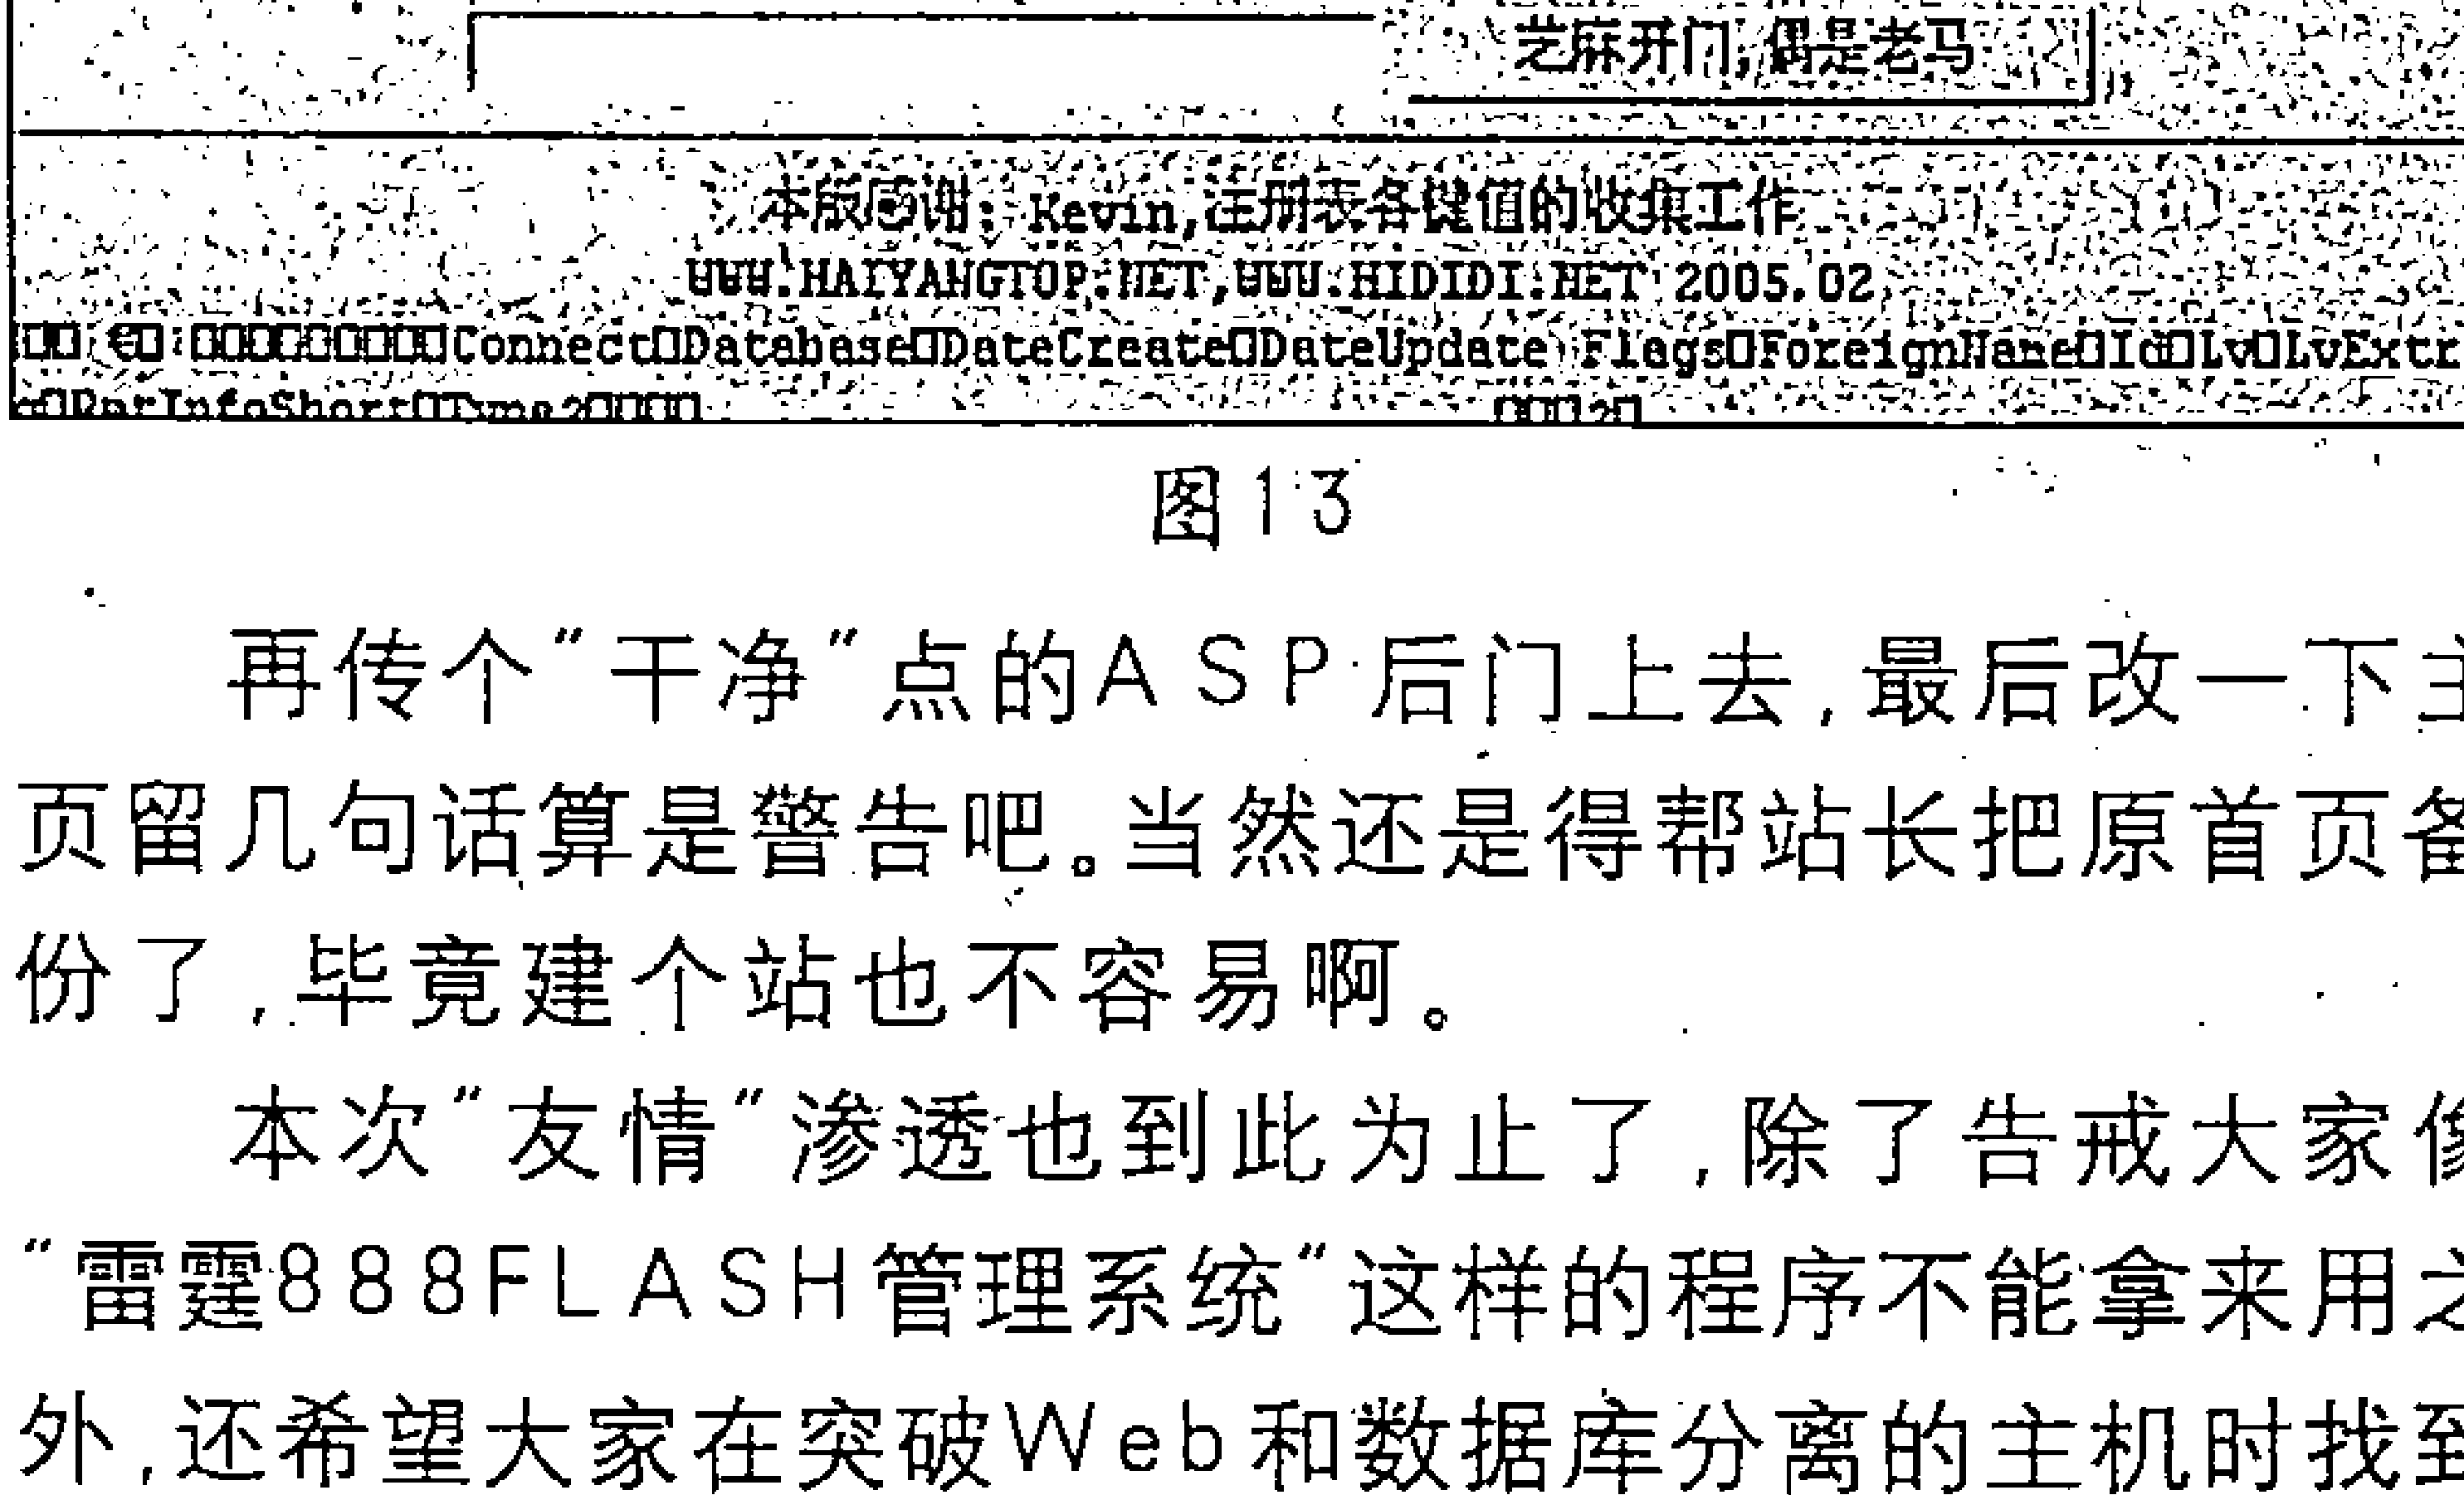 芝麻开门,偶是老马
本版感谢: Kevin,注册表各键值的收集工作
WWW.HAIYANGTOP.NET,WWW.HIDIDI.NET 2005.02
Connect Database DateCreate DateUpdate Flags ForeignName Id Lv LvExtr
RptInfoShort Type2
图13
再传个“干净”点的ASP后门上去,最后改一下主
页留几句话算是警告吧。当然还是得帮站长把原首页备
份了,毕竟建个站也不容易啊。
本次“友情”渗透也到此为止了,除了告戒大家像
“雷霆888FLASH管理系统”这样的程序不能拿来用之
外,还希望大家在突破Web和数据库分离的主机时找到